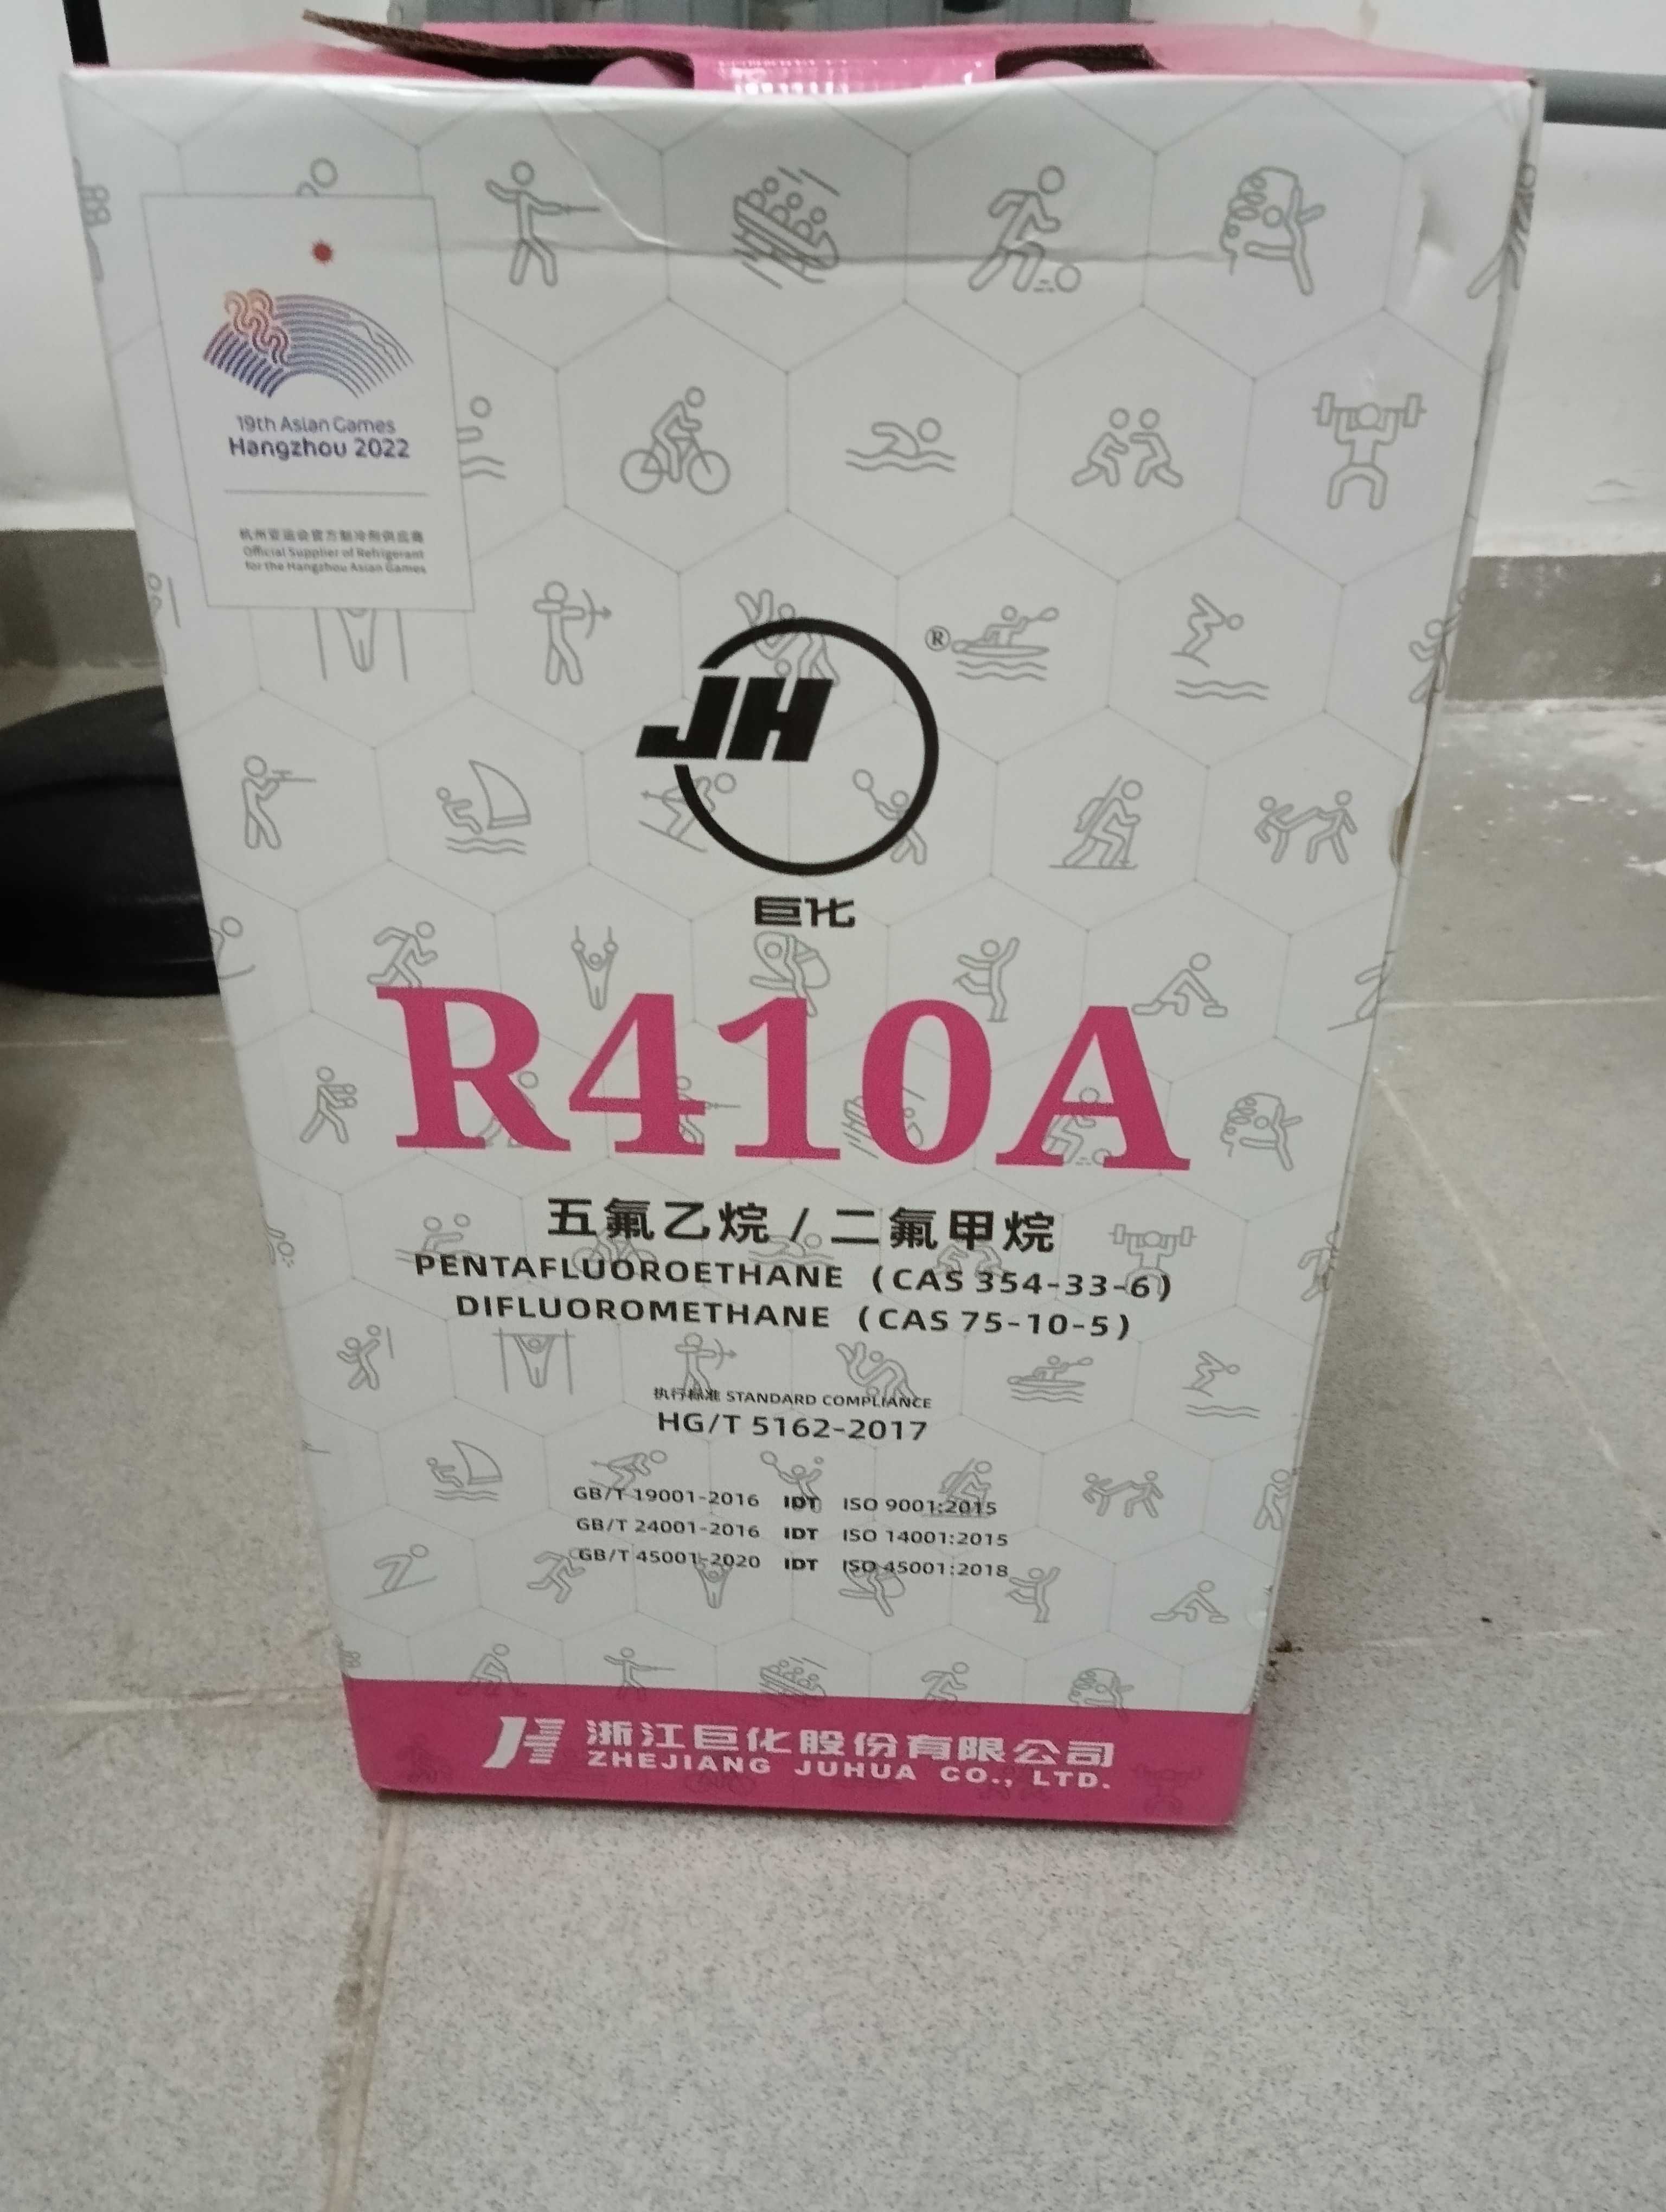 19th Asian Games
Hangzhou 2022
杭州亚运会官方制冷剂供应商
Official Supplier of Refrigerant
for the Hangzhou Asian Games
JH ®
巨化
R410A
五氟乙烷 / 二氟甲烷
PENTAFLUOROETHANE (CAS 354-33-6)
DIFLUOROMETHANE (CAS 75-10-5)
执行标准 STANDARD COMPLIANCE
HG/T 5162-2017
GB/T 19001-2016 IDT ISO 9001:2015
GB/T 24001-2016 IDT ISO 14001:2015
GB/T 45001-2020 IDT ISO 45001:2018
JH 浙江巨化股份有限公司
ZHEJIANG JUHUA CO., LTD.